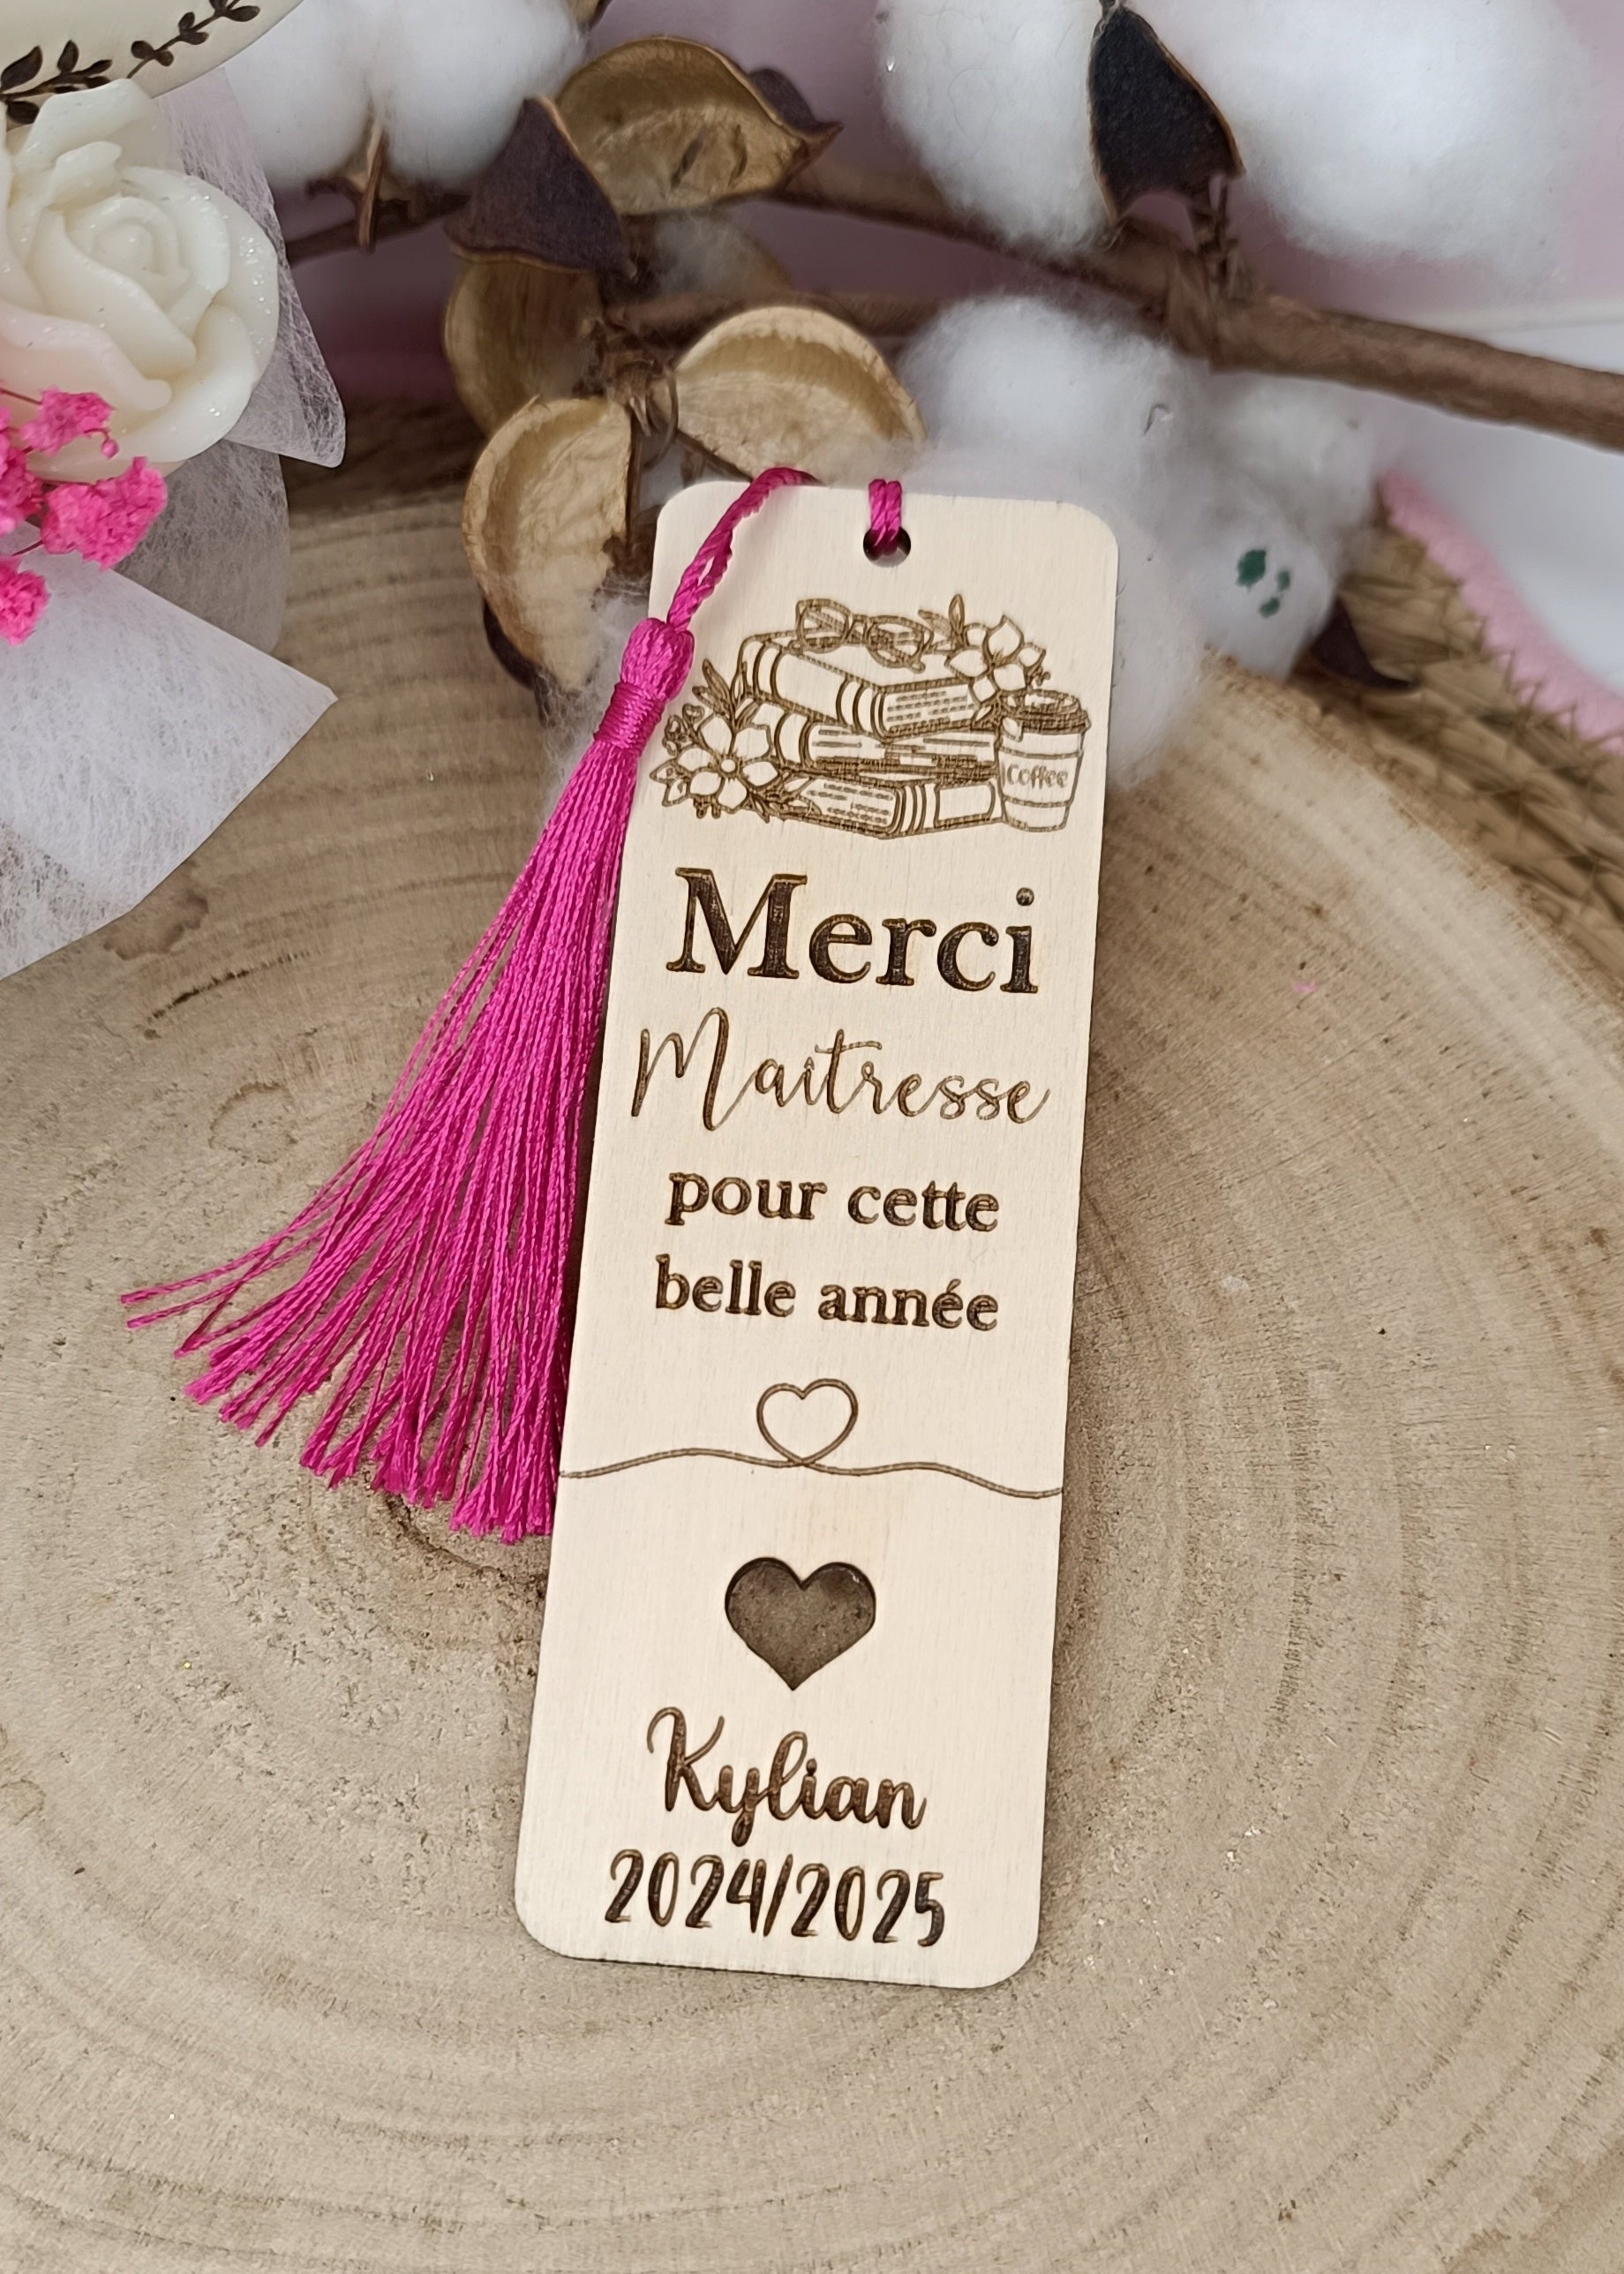 Coffee
Merci
Maitresse
pour cette
belle année
Kylian
2024/2025